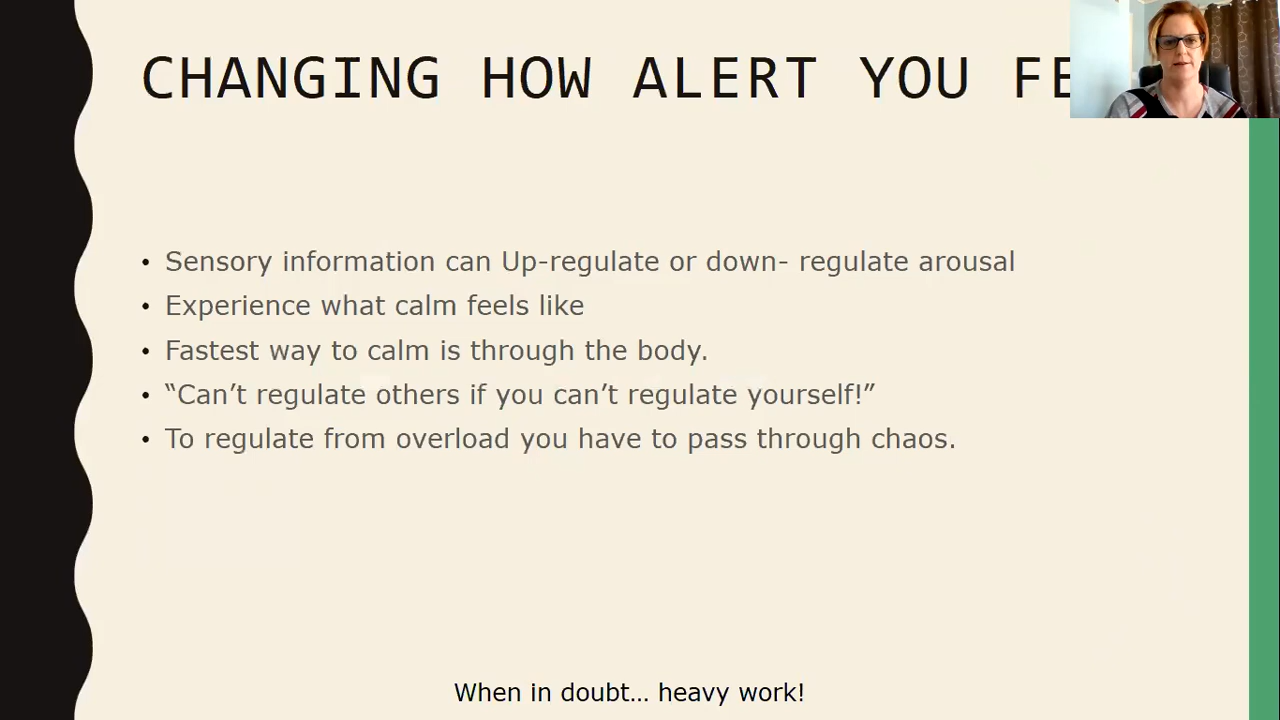 CHANGING HOW ALERT YOU FE
• Sensory information can Up-regulate or down- regulate arousal
• Experience what calm feels like
• Fastest way to calm is through the body.
• “Can’t regulate others if you can’t regulate yourself!”
• To regulate from overload you have to pass through chaos.
When in doubt… heavy work!